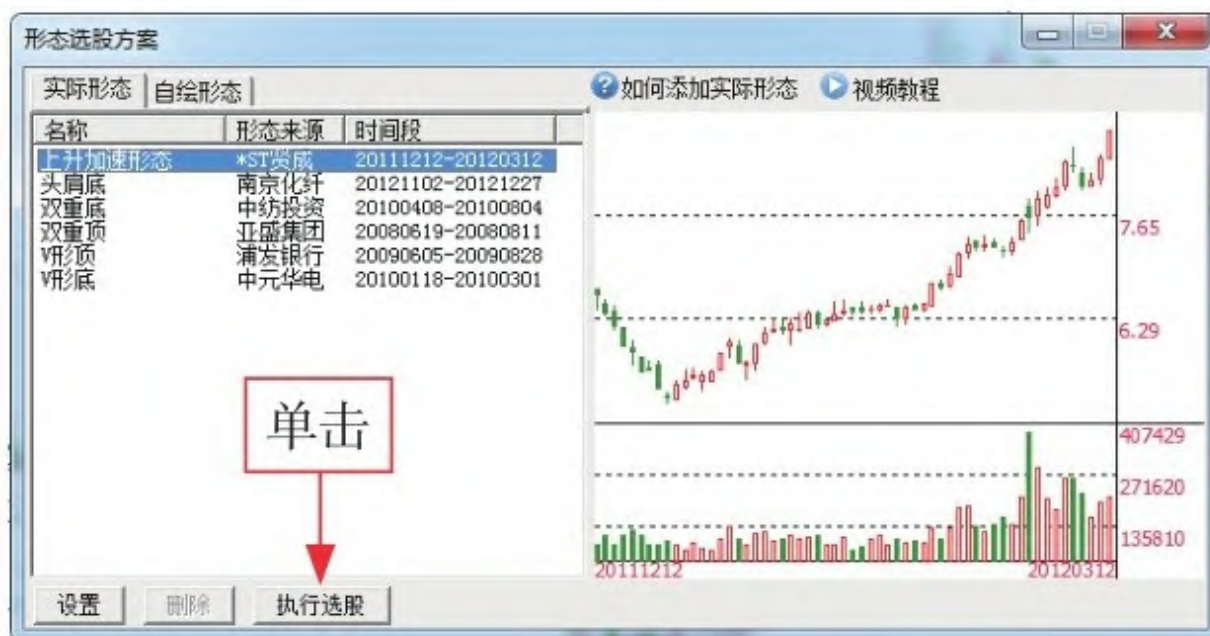 形态选股方案
实际形态 自绘形态
如何添加实际形态 视频教程
名称 形态来源 时间段
上升加速形态 *ST贤成 20111212-20120312
头肩底 南京化纤 20121102-20121227
双重底 中纺投资 20100408-20100804
双重顶 亚盛集团 20080619-20080811
V形顶 浦发银行 20090605-20090828
V形底 中元华电 20100118-20100301
7.65
6.29
407429
271620
135810
20111212 20120312
单击
设置 删除 执行选股